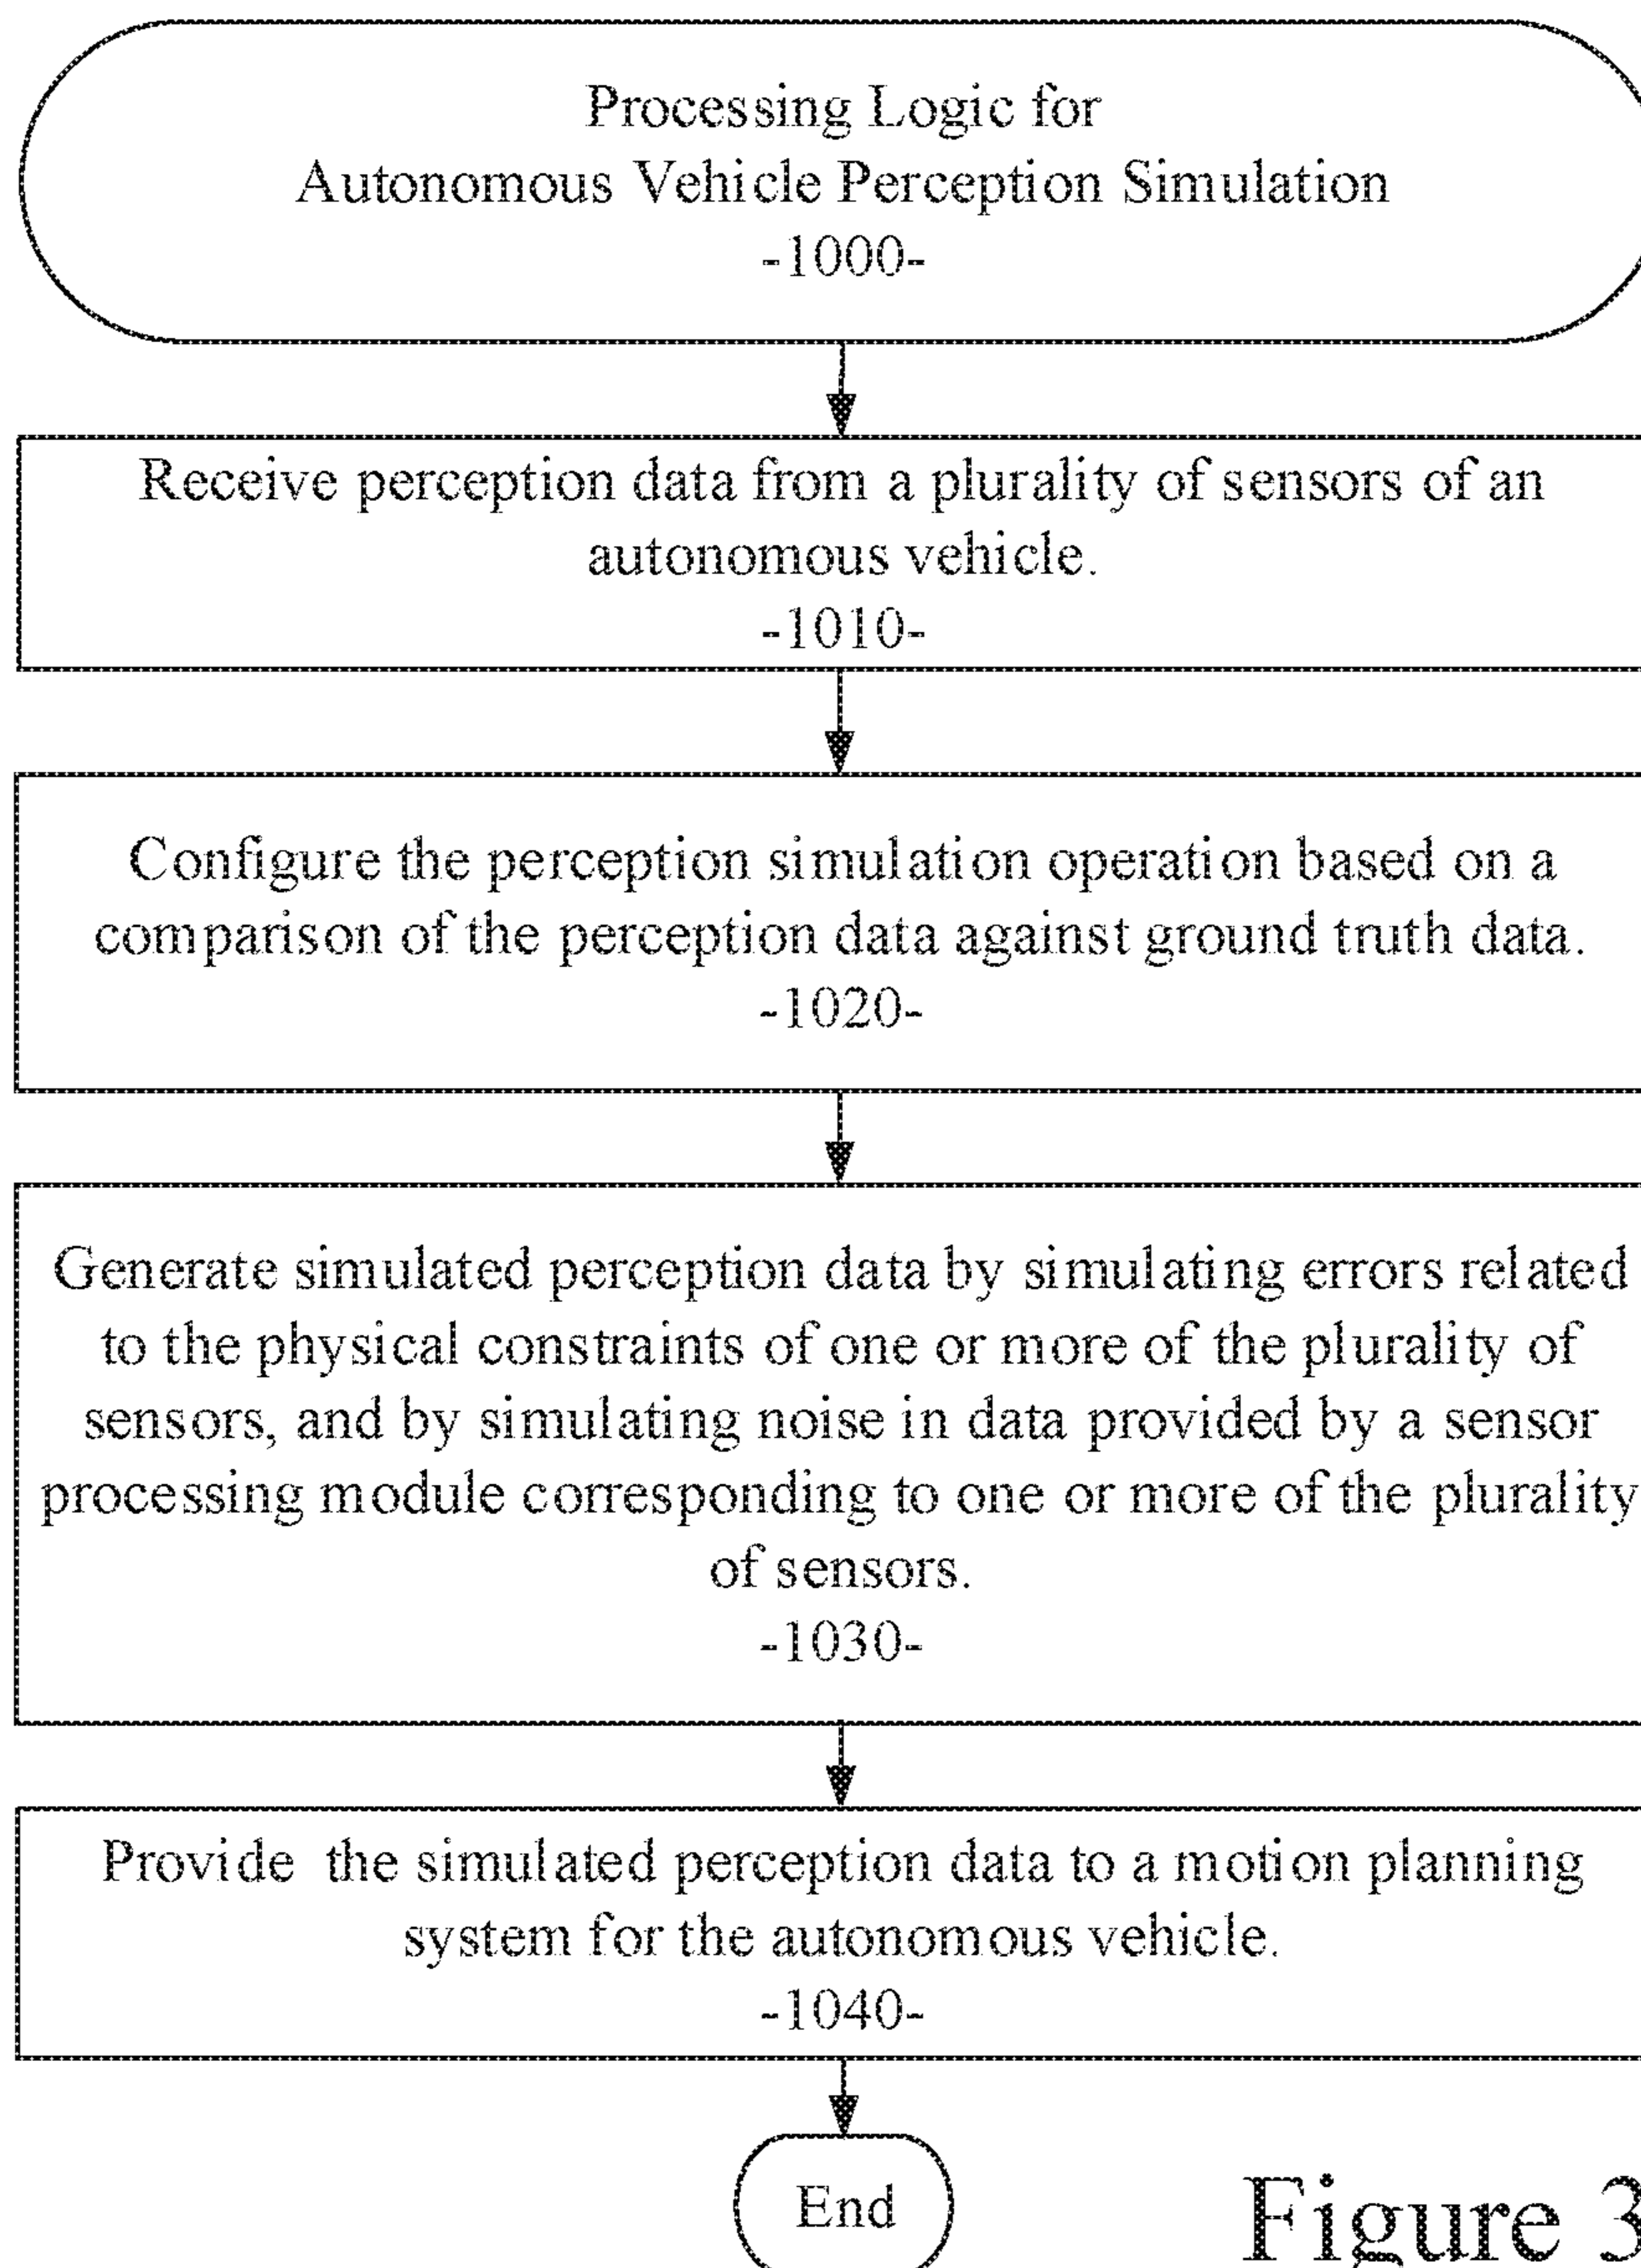 Processing Logic for
Autonomous Vehicle Perception Simulation
-1000-
Receive perception data from a plurality of sensors of an
autonomous vehicle.
-1010-
Configure the perception simulation operation based on a
comparison of the perception data against ground truth data.
-1020-
Generate simulated perception data by simulating errors related
to the physical constraints of one or more of the plurality of
sensors, and by simulating noise in data provided by a sensor
processing module corresponding to one or more of the plurality
of sensors.
-1030-
Provide the simulated perception data to a motion planning
system for the autonomous vehicle.
-1040-
End
Figure 3